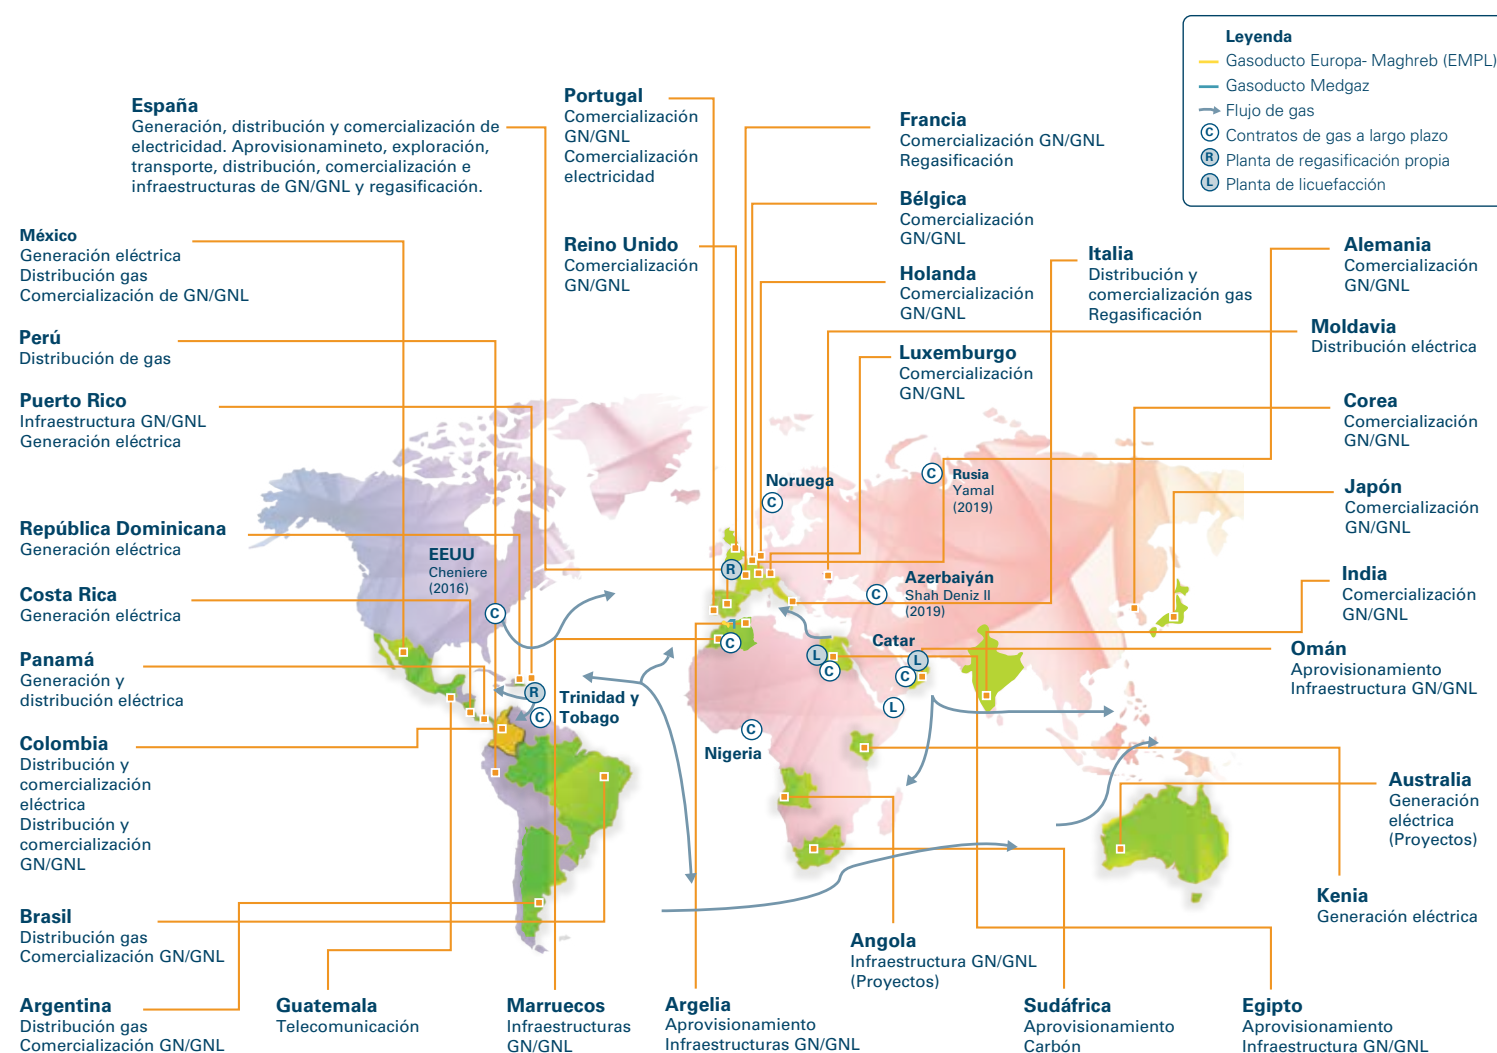 Leyenda
Gasoducto Europa- Maghreb (EMPL)
Gasoducto Medgaz
Flujo de gas
C Contratos de gas a largo plazo
R Planta de regasificación propia
L Planta de licuefacción
España
Generación, distribución y comercialización de
electricidad. Aprovisionamineto, exploración,
transporte, distribución, comercialización e
infraestructuras de GN/GNL y regasificación.
Portugal
Comercialización
GN/GNL
Comercialización
electricidad
Francia
Comercialización GN/GNL
Regasificación
Bélgica
Comercialización
GN/GNL
México
Generación eléctrica
Distribución gas
Comercialización de GN/GNL
Reino Unido
Comercialización
GN/GNL
Holanda
Comercialización
GN/GNL
Italia
Distribución y
comercialización gas
Regasificación
Alemania
Comercialización
GN/GNL
Moldavia
Distribución eléctrica
Perú
Distribución de gas
Luxemburgo
Comercialización
GN/GNL
Puerto Rico
Infraestructura GN/GNL
Generación eléctrica
Corea
Comercialización
GN/GNL
Noruega
C
C
Rusia
Yamal
(2019)
Japón
Comercialización
GN/GNL
República Dominicana
Generación eléctrica
EEUU
Cheniere
(2016)
C
R
Azerbaiyán
Shah Deniz II
(2019)
C
India
Comercialización
GN/GNL
Costa Rica
Generación eléctrica
C
L
C
Catar
L
C
L
Omán
Aprovisionamiento
Infraestructura GN/GNL
Panamá
Generación y
distribución eléctrica
R
C
Trinidad y
Tobago
C
Nigeria
Colombia
Distribución y
comercialización
eléctrica
Distribución y
comercialización
GN/GNL
Australia
Generación
eléctrica
(Proyectos)
Kenia
Generación eléctrica
Brasil
Distribución gas
Comercialización GN/GNL
Angola
Infraestructura GN/GNL
(Proyectos)
Argentina
Distribución gas
Comercialización GN/GNL
Guatemala
Telecomunicación
Marruecos
Infraestructuras
GN/GNL
Argelia
Aprovisionamiento
Infraestructuras GN/GNL
Sudáfrica
Aprovisionamiento
Carbón
Egipto
Aprovisionamiento
Infraestructura GN/GNL